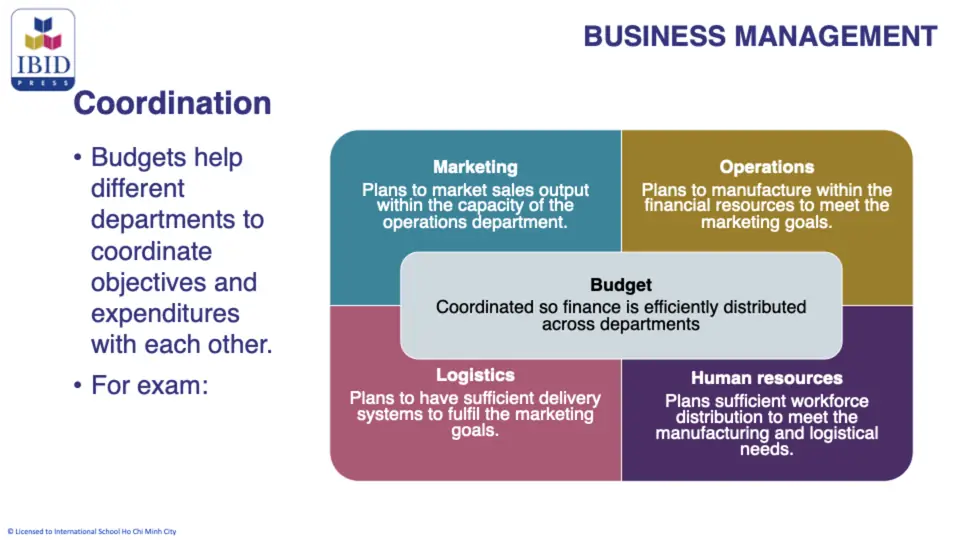 IBID
PRESS
BUSINESS MANAGEMENT
Coordination
• Budgets help
different
departments to
coordinate
objectives and
expenditures
with each other.
• For exam:
Marketing
Plans to market sales output
within the capacity of the
operations department.
Operations
Plans to manufacture within the
financial resources to meet the
marketing goals.
Budget
Coordinated so finance is efficiently distributed
across departments
Logistics
Plans to have sufficient delivery
systems to fulfil the marketing
goals.
Human resources
Plans sufficient workforce
distribution to meet the
manufacturing and logistical
needs.
© Licensed to International School Ho Chi Minh City